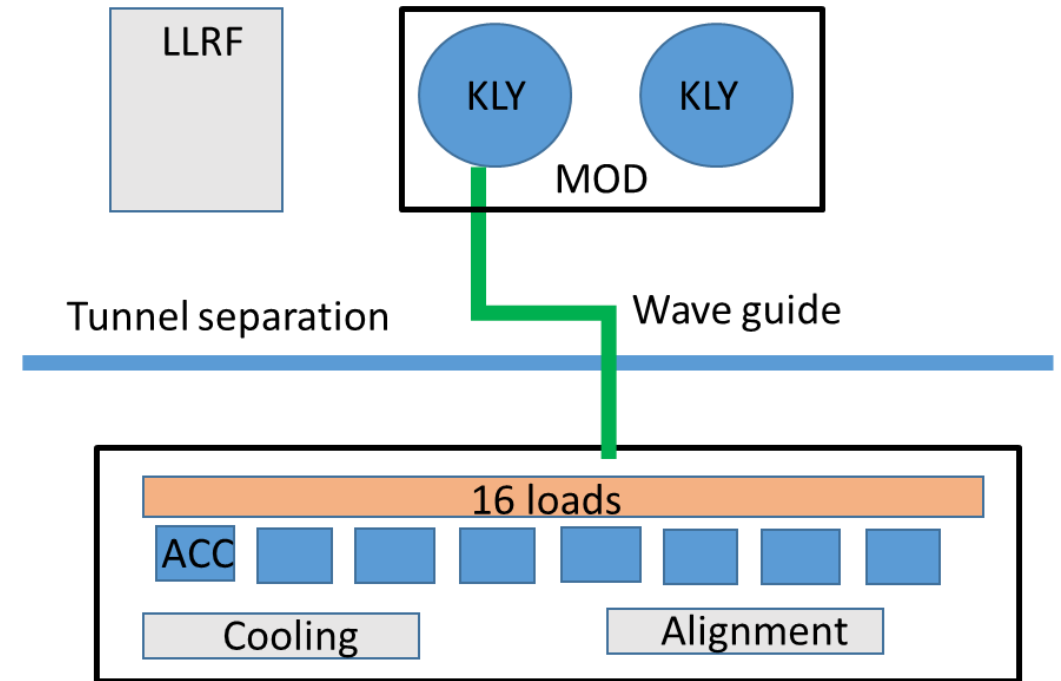 LLRF
KLY
KLY
MOD
Tunnel separation
Wave guide
16 loads
ACC
Cooling
Alignment